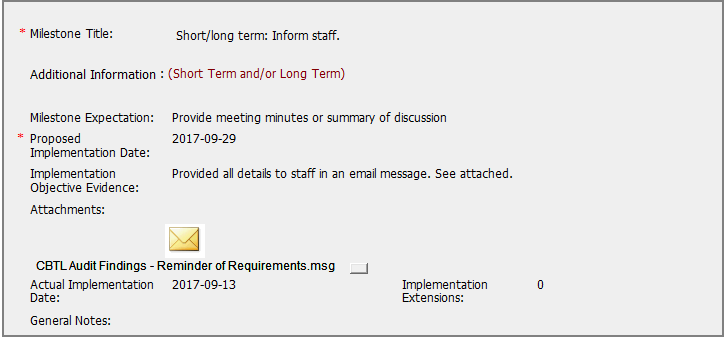 * Milestone Title: Short/long term: Inform staff.
Additional Information : (Short Term and/or Long Term)
Milestone Expectation: Provide meeting minutes or summary of discussion
* Proposed 2017-09-29
Implementation Date:
Implementation Provided all details to staff in an email message. See attached.
Objective Evidence:
Attachments:
CBTL Audit Findings - Reminder of Requirements.msg
Actual Implementation 2017-09-13 Implementation 0
Date: Extensions:
General Notes: